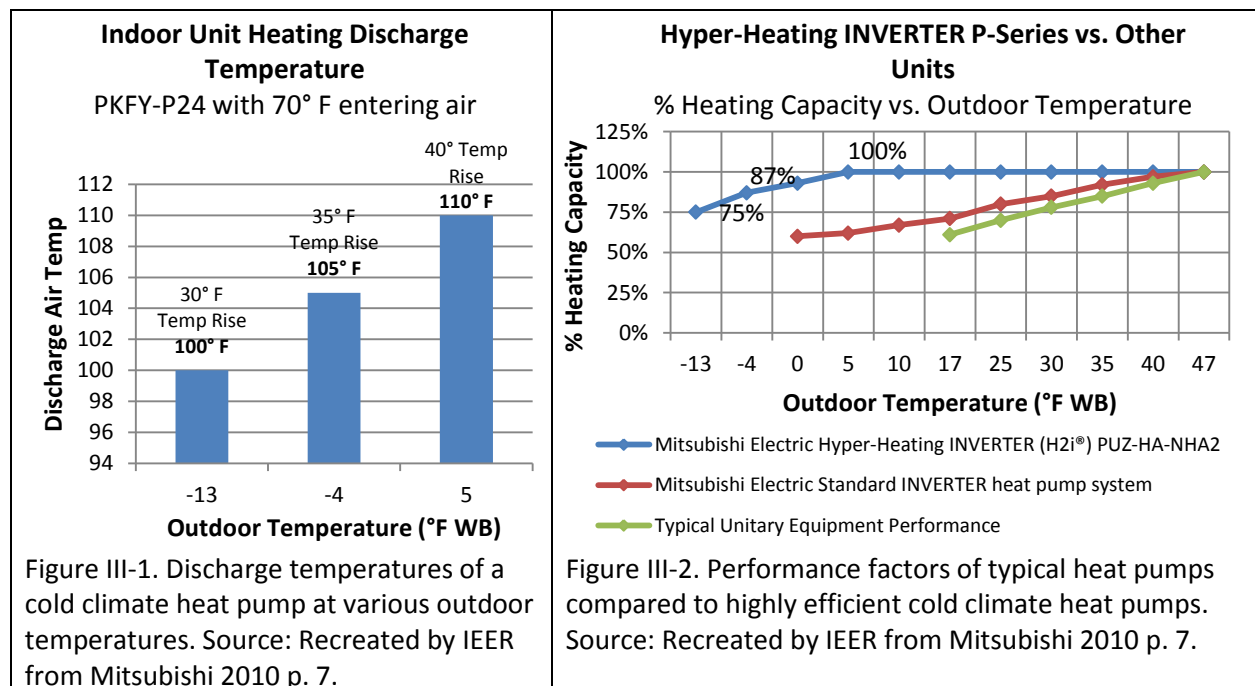 Indoor Unit Heating Discharge
Temperature
PKFY-P24 with 70° F entering air
40° Temp
Rise
110° F
35° F
Temp Rise
105° F
30° F
Temp Rise
100° F
112
110
108
106
104
102
100
98
96
94
Discharge Air Temp
-13
-4
5
Outdoor Temperature (°F WB)
Figure III-1. Discharge temperatures of a
cold climate heat pump at various outdoor
temperatures. Source: Recreated by IEER
from Mitsubishi 2010 p. 7.
Hyper-Heating INVERTER P-Series vs. Other
Units
% Heating Capacity vs. Outdoor Temperature
125%
100%
75%
50%
25%
0%
% Heating Capacity
100%
87%
75%
-13
-4
0
5
10
17
25
30
35
40
47
Outdoor Temperature (°F WB)
Mitsubishi Electric Hyper-Heating INVERTER (H2i®) PUZ-HA-NHA2
Mitsubishi Electric Standard INVERTER heat pump system
Typical Unitary Equipment Performance
Figure III-2. Performance factors of typical heat pumps
compared to highly efficient cold climate heat pumps.
Source: Recreated by IEER from Mitsubishi 2010 p. 7.